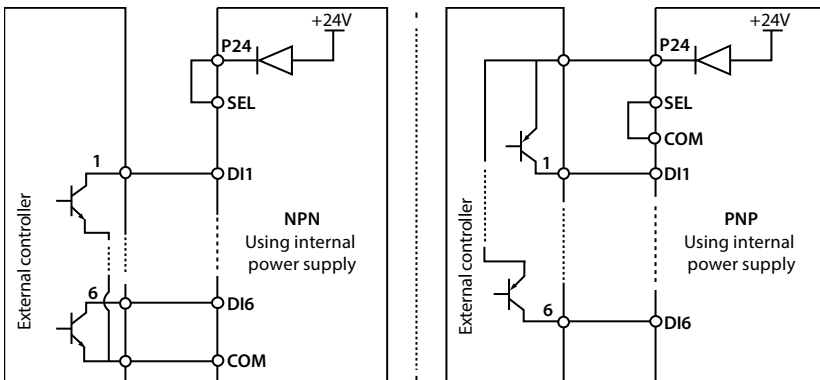 +24V
P24
SEL
1
DI1
External controller
NPN
Using internal
power supply
6
DI6
COM
+24V
P24
SEL
COM
1
DI1
External controller
PNP
Using internal
power supply
6
DI6